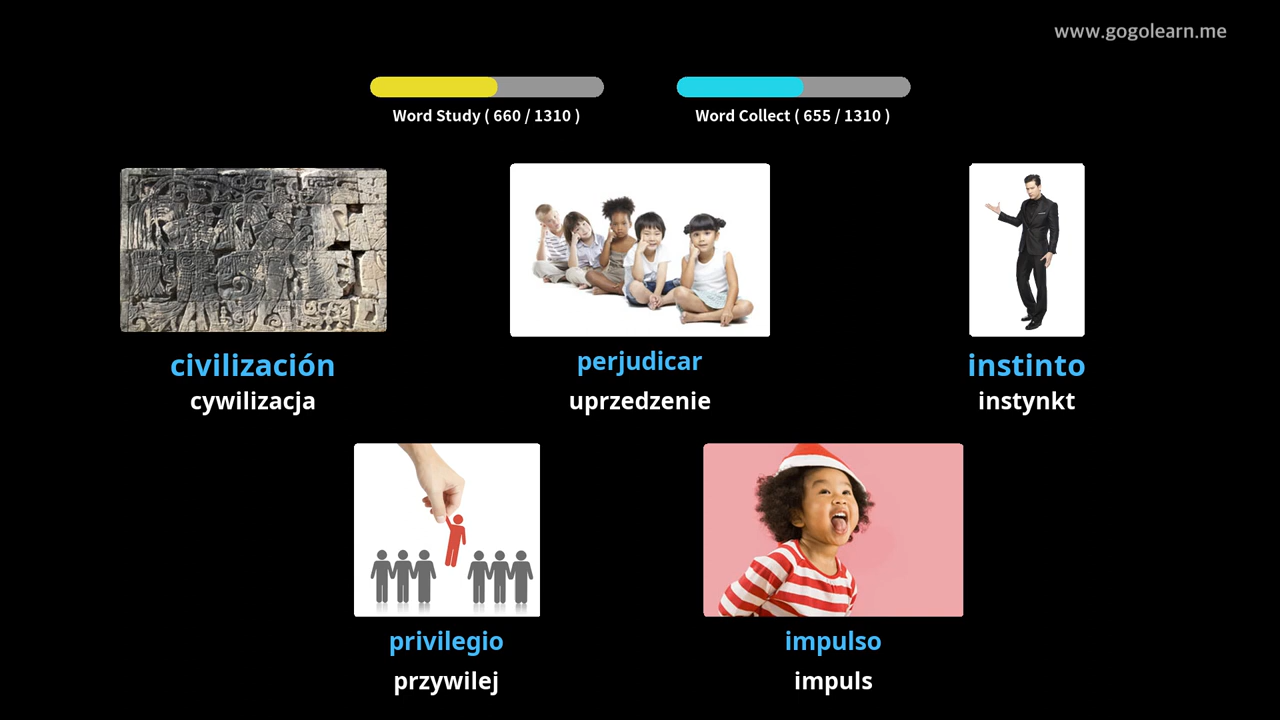 www.gogolearn.me
Word Study ( 660 / 1310 )
Word Collect ( 655 / 1310 )
civilización
cywilizacja
perjudicar
uprzedzenie
instinto
instynkt
privilegio
przywilej
impulso
impuls